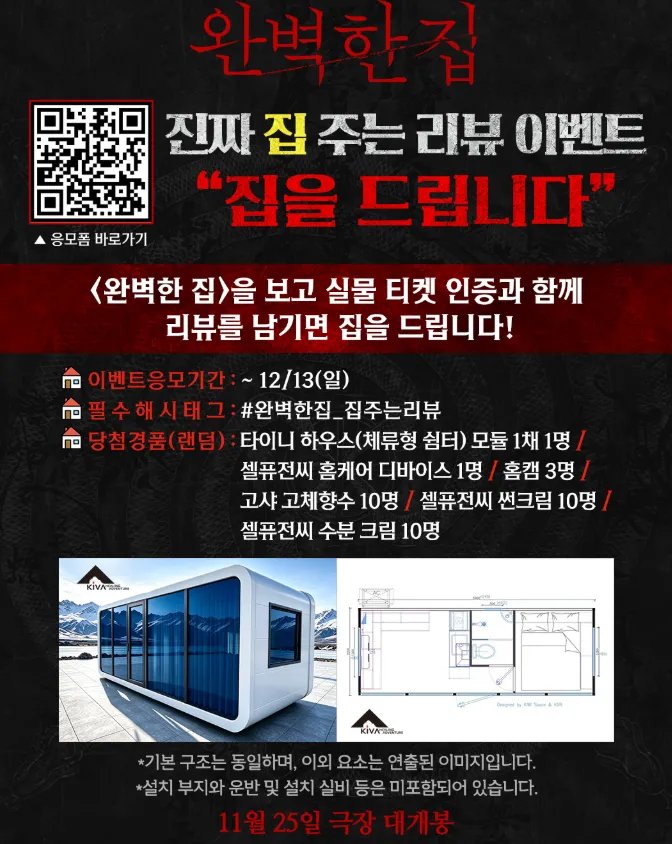 완벽한 집
진짜 집 주는 리뷰 이벤트
“집을 드립니다”
▲ 응모폼 바로가기
<완벽한 집>을 보고 실물 티켓 인증과 함께
리뷰를 남기면 집을 드립니다!
이벤트응모기간 : ~ 12/13(일)
필수해시태그 : #완벽한집_집주는리뷰
당첨경품(랜덤) : 타이니 하우스(체류형 쉼터) 모듈 1채 1명 /
셀퓨전씨 홈케어 디바이스 1명 / 홈캠 3명 /
고샤 고체향수 10명 / 셀퓨전씨 썬크림 10명 /
셀퓨전씨 수분 크림 10명
KIVA HEALING ADVENTURE
KIVA HEALING ADVENTURE
*기본 구조는 동일하며, 이외 요소는 연출된 이미지입니다.
*설치 부지와 운반 및 설치 실비 등은 미포함되어 있습니다.
11월 25일 극장 대개봉